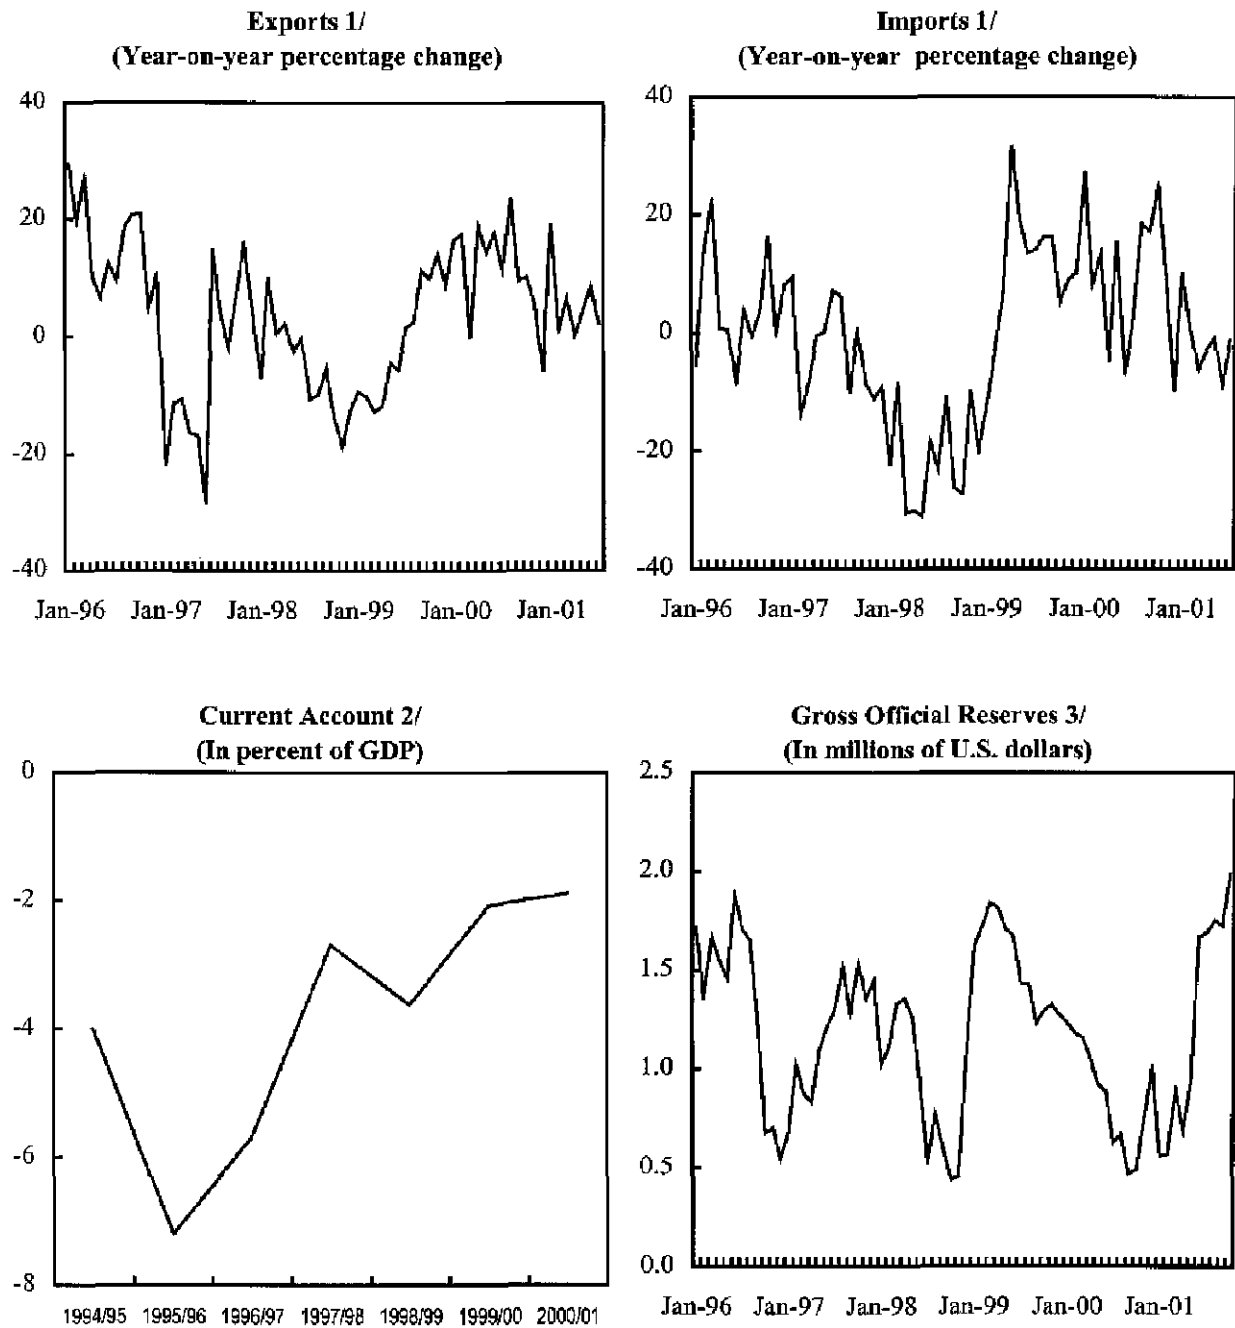 Exports 1/
(Year-on-year percentage change)
40
20
0
-20
-40
Jan-96 Jan-97 Jan-98 Jan-99 Jan-00 Jan-01
Imports 1/
(Year-on-year percentage change)
40
20
0
-20
-40
Jan-96 Jan-97 Jan-98 Jan-99 Jan-00 Jan-01
Current Account 2/
(In percent of GDP)
0
-2
-4
-6
-8
1994/95 1995/96 1996/97 1997/98 1998/99 1999/00 2000/01
Gross Official Reserves 3/
(In millions of U.S. dollars)
2.5
2.0
1.5
1.0
0.5
0.0
Jan-96 Jan-97 Jan-98 Jan-99 Jan-00 Jan-01